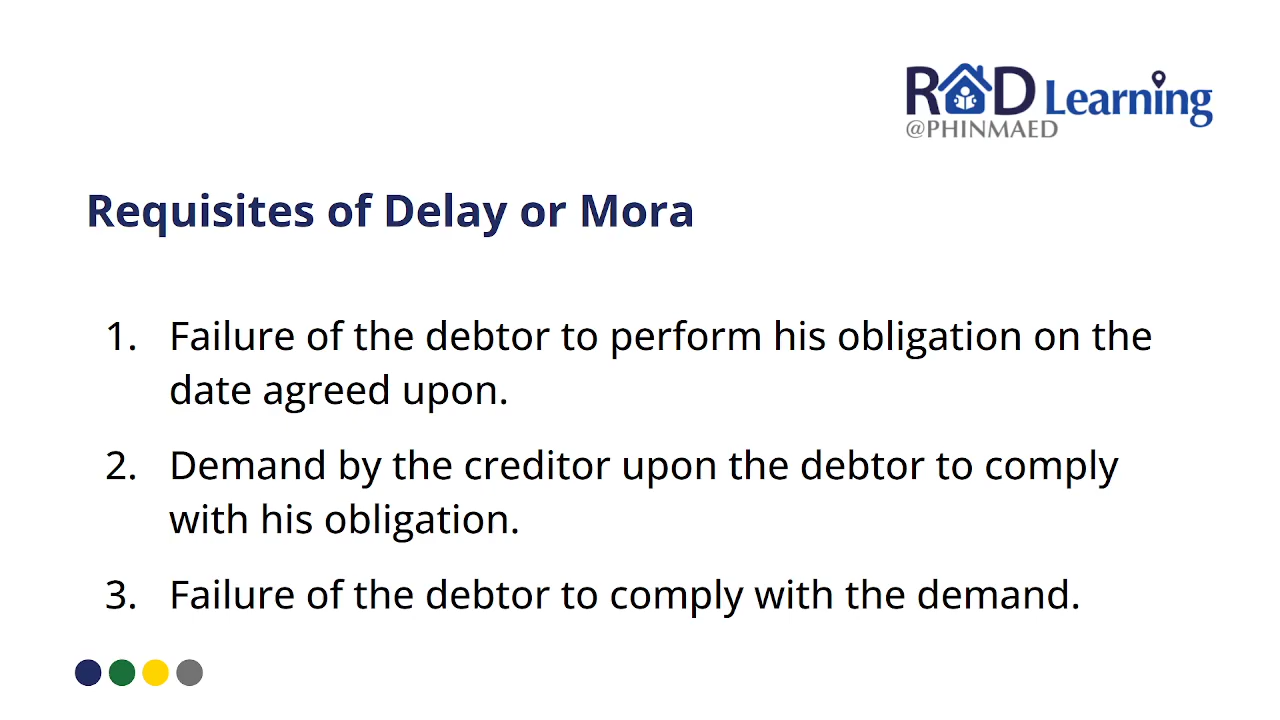 RAD Learning
@PHINMAED
Requisites of Delay or Mora
1. Failure of the debtor to perform his obligation on the
date agreed upon.
2. Demand by the creditor upon the debtor to comply
with his obligation.
3. Failure of the debtor to comply with the demand.